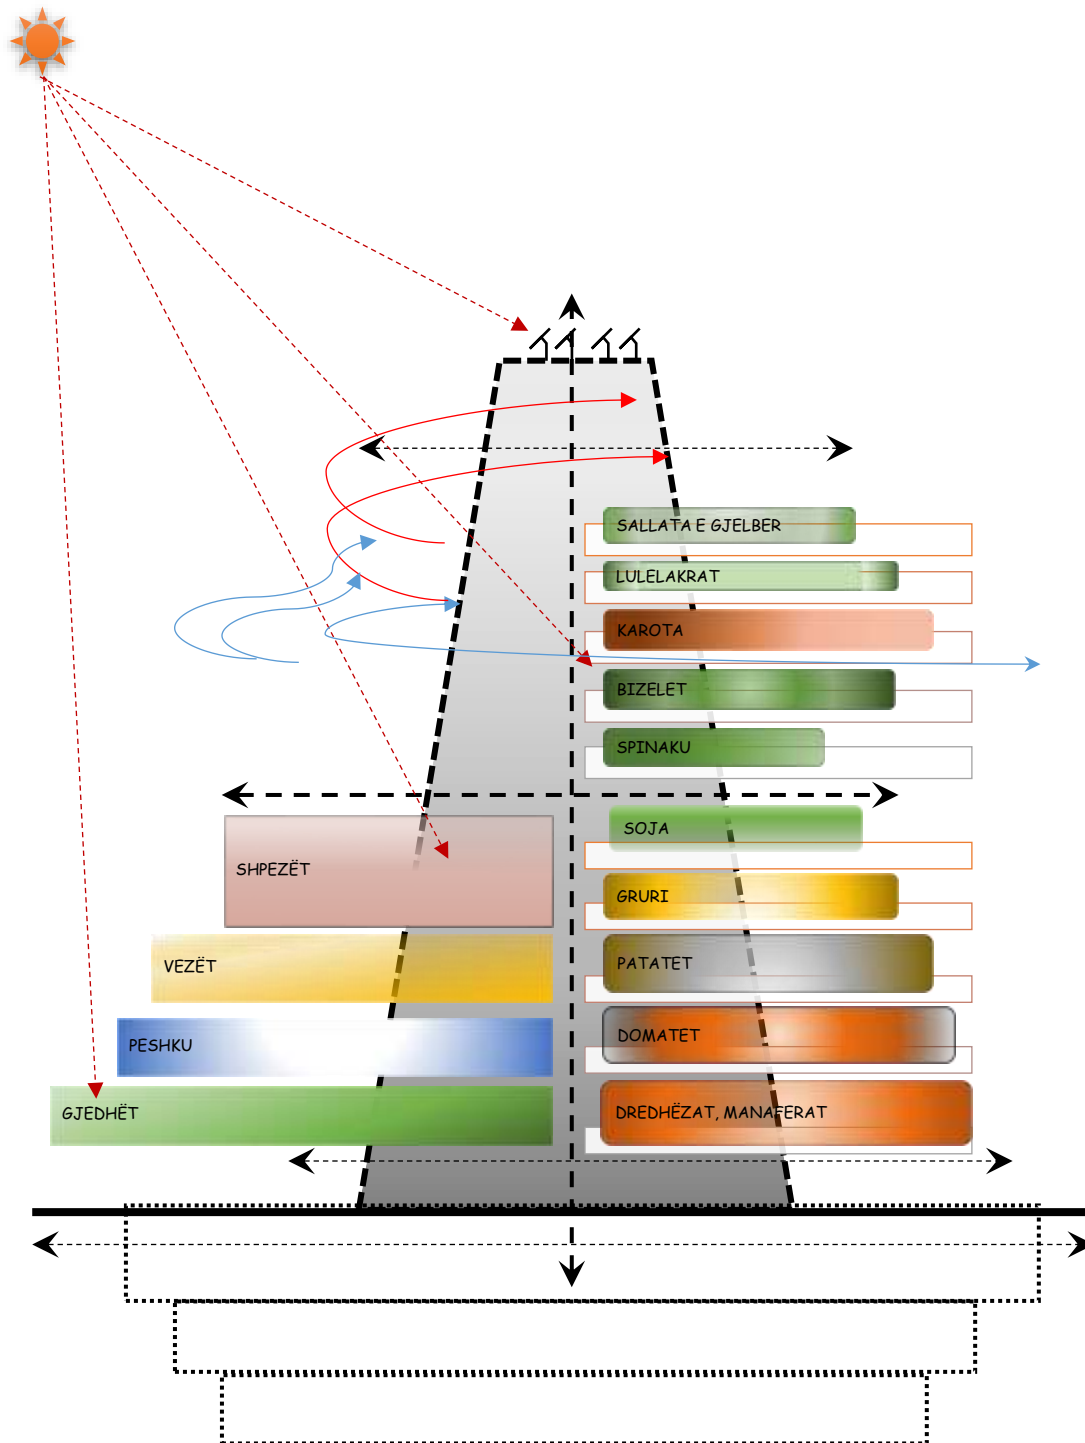 SALLATA E GJELBER
LULELAKRAT
KAROTA
BIZELET
SPINAKU
SOJA
GRURI
PATATET
DOMATET
DREDHËZAT, MANAFERAT
SHPEZËT
VEZËT
PESHKU
GJEDHËT